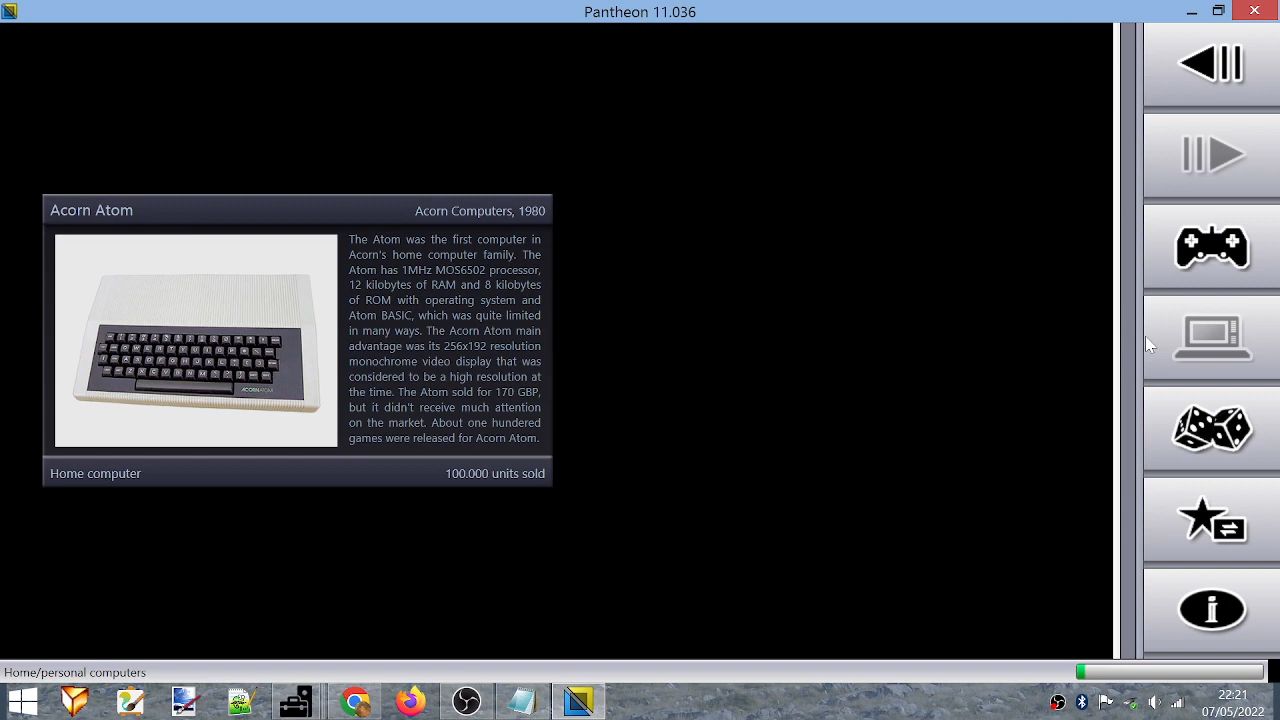 Pantheon 11.036
Acorn Atom
Acorn Computers, 1980
The Atom was the first computer in
Acorn's home computer family. The
Atom has 1MHz MOS6502 processor,
12 kilobytes of RAM and 8 kilobytes
of ROM with operating system and
Atom BASIC, which was quite limited
in many ways. The Acorn Atom main
advantage was its 256x192 resolution
monochrome video display that was
considered to be a high resolution at
the time. The Atom sold for 170 GBP,
but it didn't receive much attention
on the market. About one hundered
games were released for Acorn Atom.
ACORN ATOM
Home computer
100.000 units sold
Home/personal computers
22:21
07/05/2022